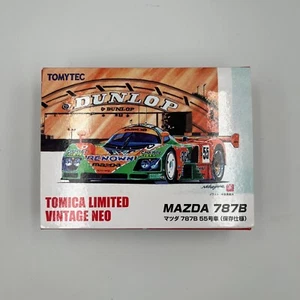 TOMYTEC
DUNLOP
DUNLOP
RENOWN
MAZDA
55
TOMICA LIMITED
VINTAGE NEO
MAZDA 787B
マツダ 787B 55号車 (保存仕様)